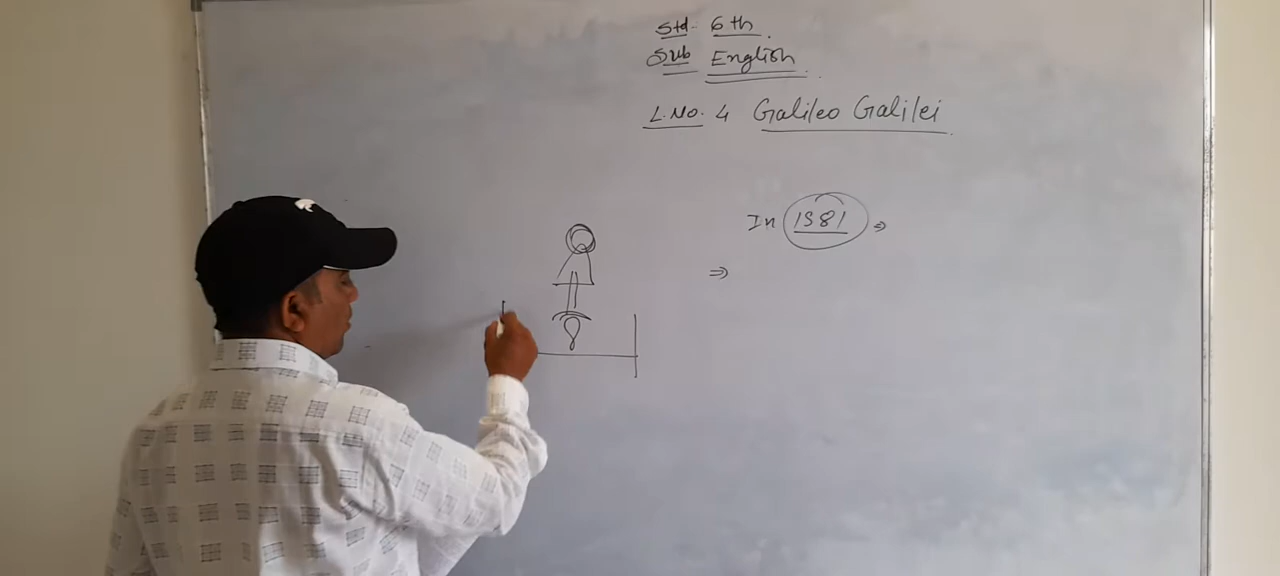 Std. 6th.
Sub English.
L.No. 4 Galileo Galilei.
In 1581 ⇒
⇒